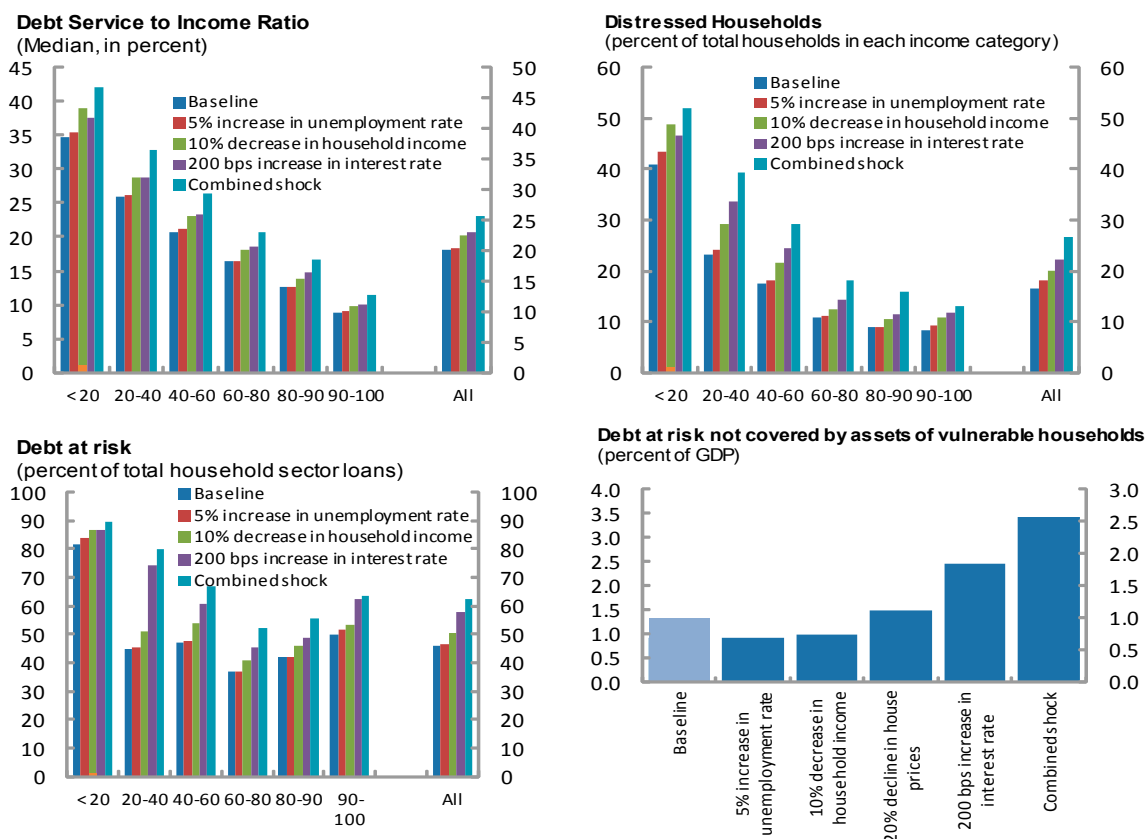 Debt Service to Income Ratio
(Median, in percent)
45
40
35
30
25
20
15
10
5
0
50
45
40
35
30
25
20
15
10
5
0
Baseline
5% increase in unemployment rate
10% decrease in household income
200 bps increase in interest rate
Combined shock
<20 20-40 40-60 60-80 80-90 90-100 All
Distressed Households
(percent of total households in each income category)
60
50
40
30
20
10
0
60
50
40
30
20
10
0
Baseline
5% increase in unemployment rate
10% decrease in household income
200 bps increase in interest rate
Combined shock
<20 20-40 40-60 60-80 80-90 90-100 All
Debt at risk
(percent of total household sector loans)
100
90
80
70
60
50
40
30
20
10
0
100
90
80
70
60
50
40
30
20
10
0
Baseline
5% increase in unemployment rate
10% decrease in household income
200 bps increase in interest rate
Combined shock
<20 20-40 40-60 60-80 80-90 90-
100 All
Debt at risk not covered by assets of vulnerable households
(percent of GDP)
4.0
3.5
3.0
2.5
2.0
1.5
1.0
0.5
0.0
3.0
2.5
2.0
1.5
1.0
0.5
0.0
Baseline
5% increase in
unemployment rate
10% decrease in
household income
20% decline in house
prices
200 bps increase in
interest rate
Combined shock